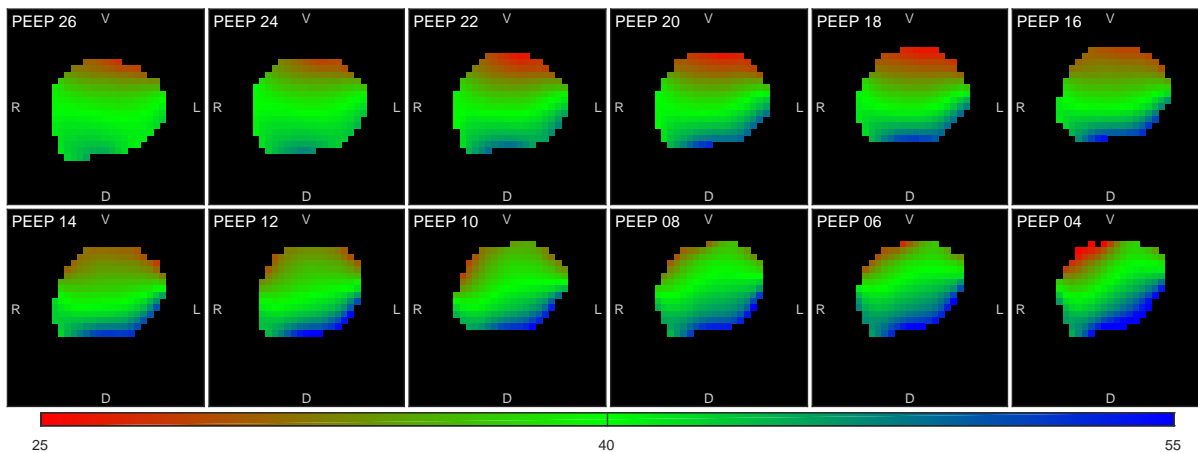 PEEP 26 V PEEP 24 V PEEP 22 V PEEP 20 V PEEP 18 V PEEP 16 V
R L R L R L R L R L R L
D D D D D D
PEEP 14 V PEEP 12 V PEEP 10 V PEEP 08 V PEEP 06 V PEEP 04 V
R L R L R L R L R L R L
D D D D D D
25 40 55